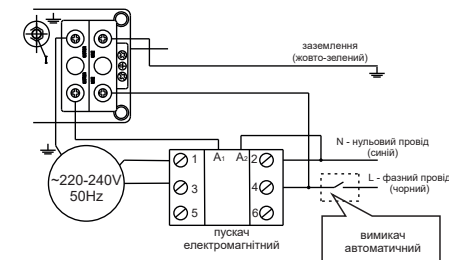 заземлення
(жовто-зелений)
N - нульовий провід
(синій)
L - фазний провід
(чорний)
A1 A2
1 2
3 4
5 6
~220-240V
50Hz
пускач
електромагнітний
вимикач
автоматичний